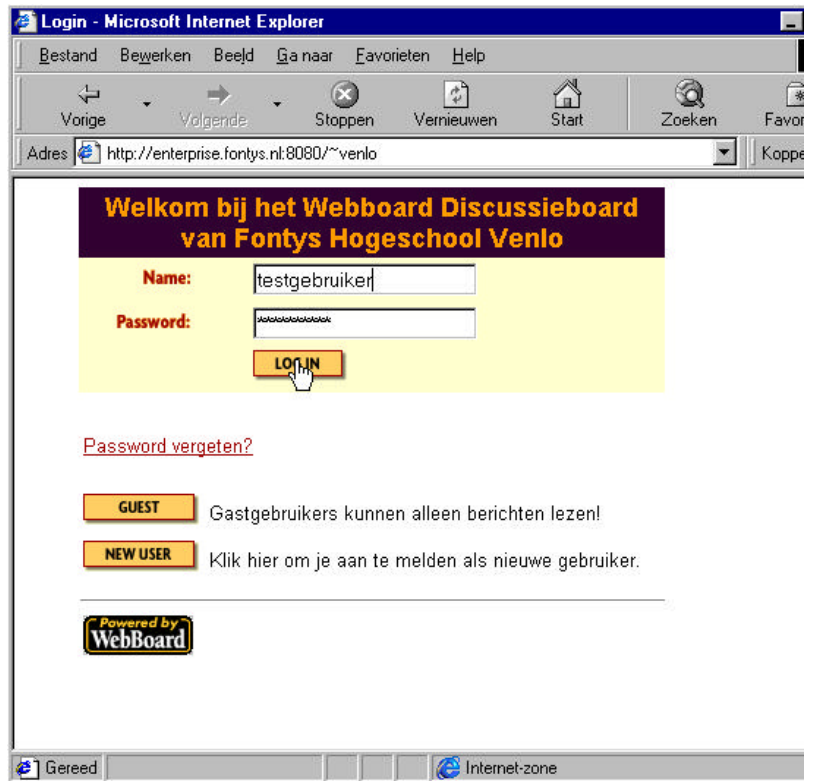 Login - Microsoft Internet Explorer
Bestand Bewerken Beeld Ga naar Favorieten Help
Vorige Volgende Stoppen Vernieuwen Start Zoeken Favor
Adres http://enterprise.fontys.nl:8080/~venlo Koppe
Welkom bij het Webboard Discussieboard
van Fontys Hogeschool Venlo
Name: testgebruiker
Password: ***********
LOG IN
Password vergeten?
GUEST Gastgebruikers kunnen alleen berichten lezen!
NEW USER Klik hier om je aan te melden als nieuwe gebruiker.
Powered by
WebBoard
Gereed Internet-zone